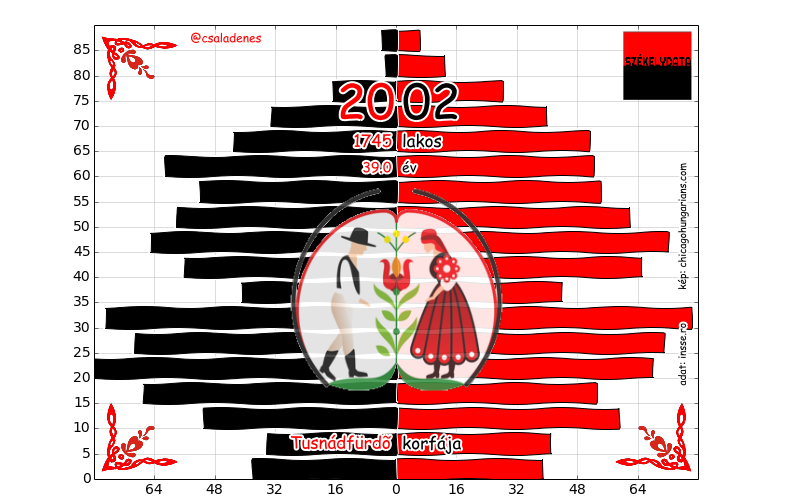 @csaladenes
SZÉKELYDATA
2002
1745 lakos
39.0 év
kép: chicagohungarians.com
adat: insse.ro
Tusnádfürdő korfája
85
80
75
70
65
60
55
50
45
40
35
30
25
20
15
10
5
0
64 48 32 16 0 16 32 48 64